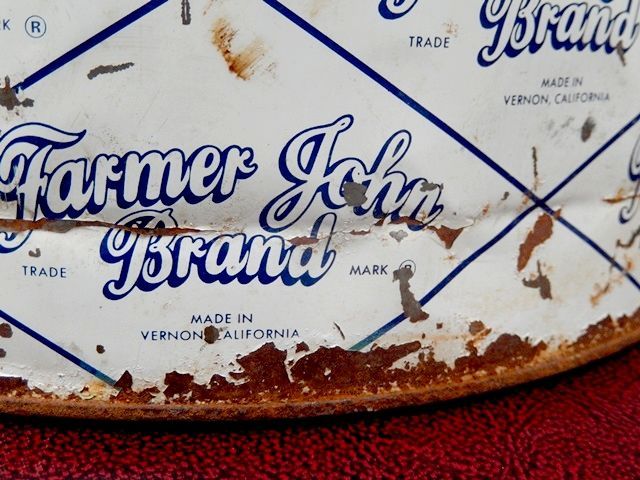 K ®
TRADE
Brand
MADE IN
VERNON, CALIFORNIA
Farmer John
Brand
TRADE MARK ®
MADE IN
VERNON, CALIFORNIA